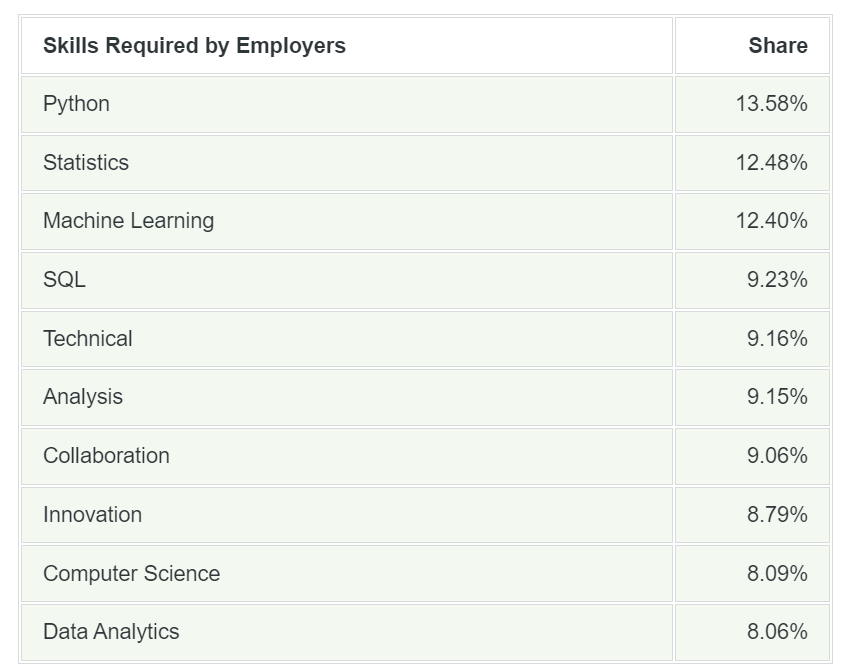 Skills Required by Employers Share
Python 13.58%
Statistics 12.48%
Machine Learning 12.40%
SQL 9.23%
Technical 9.16%
Analysis 9.15%
Collaboration 9.06%
Innovation 8.79%
Computer Science 8.09%
Data Analytics 8.06%